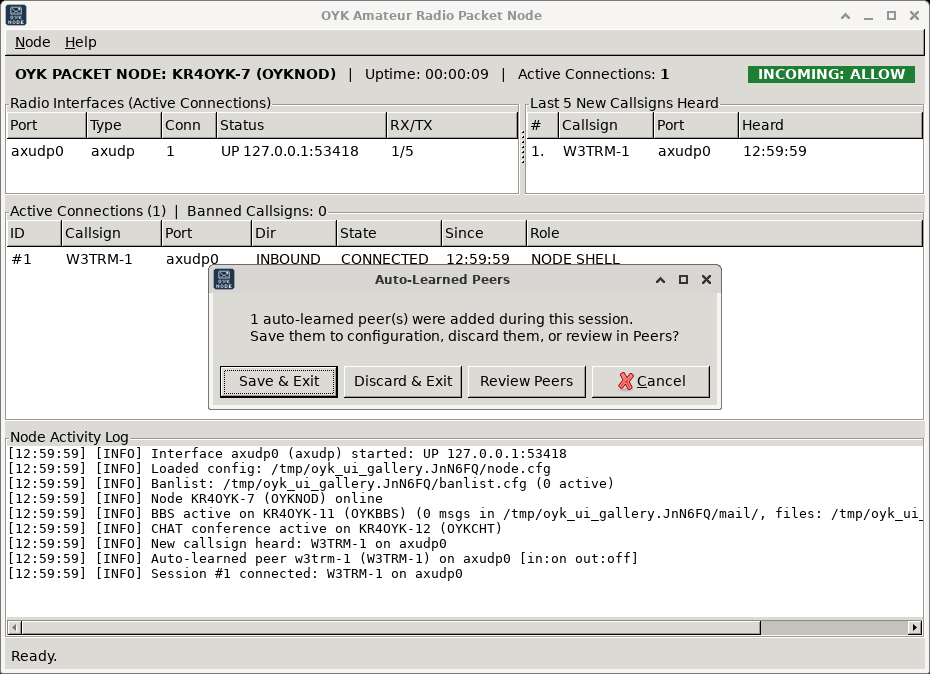 OYK Amateur Radio Packet Node
Node Help
OYK PACKET NODE: KR4OYK-7 (OYKNOD) | Uptime: 00:00:09 | Active Connections: 1 INCOMING: ALLOW
Radio Interfaces (Active Connections)
Port Type Conn Status RX/TX
axudp0 axudp 1 UP 127.0.0.1:53418 1/5
Last 5 New Callsigns Heard
# Callsign Port Heard
1. W3TRM-1 axudp0 12:59:59
Active Connections (1) | Banned Callsigns: 0
ID Callsign Port Dir State Since Role
#1 W3TRM-1 axudp0 INBOUND CONNECTED 12:59:59 NODE SHELL
Auto-Learned Peers
1 auto-learned peer(s) were added during this session.
Save them to configuration, discard them, or review in Peers?
Save & Exit Discard & Exit Review Peers Cancel
Node Activity Log
[12:59:59] [INFO] Interface axudp0 (axudp) started: UP 127.0.0.1:53418
[12:59:59] [INFO] Loaded config: /tmp/oyk_ui_gallery.JnN6FQ/node.cfg
[12:59:59] [INFO] Banlist: /tmp/oyk_ui_gallery.JnN6FQ/banlist.cfg (0 active)
[12:59:59] [INFO] Node KR4OYK-7 (OYKNOD) online
[12:59:59] [INFO] BBS active on KR4OYK-11 (OYKBBS) (0 msgs in /tmp/oyk_ui_gallery.JnN6FQ/mail/, files: /tmp/oyk_ui_
[12:59:59] [INFO] CHAT conference active on KR4OYK-12 (OYKCHT)
[12:59:59] [INFO] New callsign heard: W3TRM-1 on axudp0
[12:59:59] [INFO] Auto-learned peer w3trm-1 (W3TRM-1) on axudp0 [in:on out:off]
[12:59:59] [INFO] Session #1 connected: W3TRM-1 on axudp0
Ready.